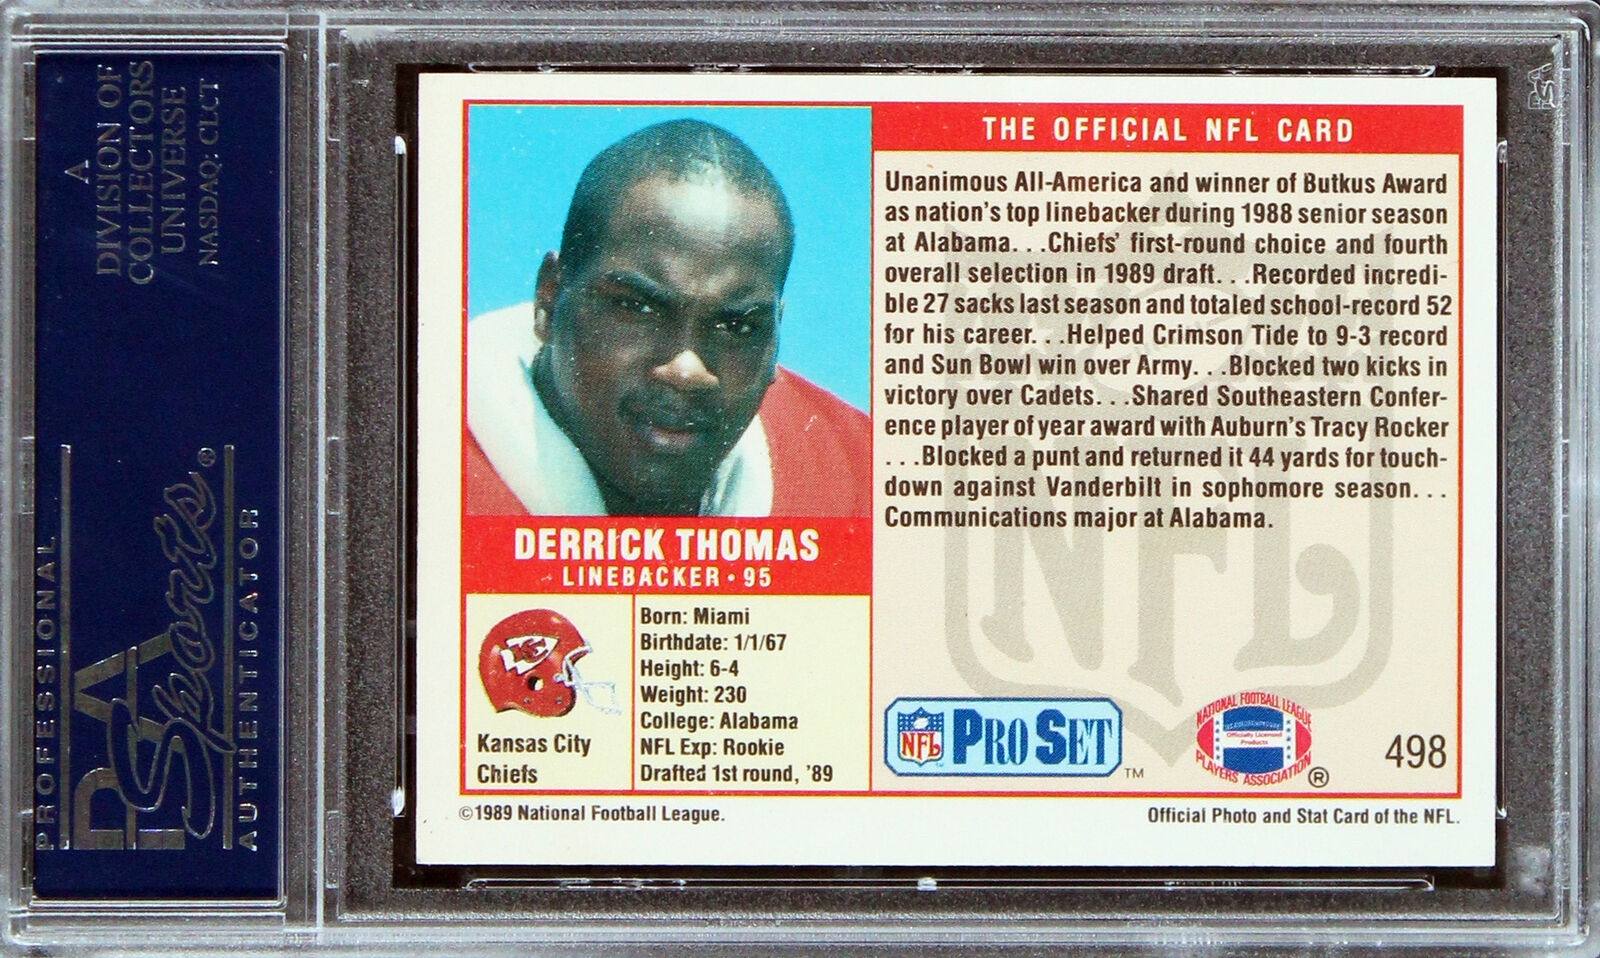 A
DIVISION OF
COLLECTORS
UNIVERSE
NASDAQ: CLCT
PROFESSIONAL
PSA
Sports®
AUTHENTICATOR
PSA
THE OFFICIAL NFL CARD
Unanimous All-America and winner of Butkus Award
as nation's top linebacker during 1988 senior season
at Alabama. . .Chiefs' first-round choice and fourth
overall selection in 1989 draft. . .Recorded incredi-
ble 27 sacks last season and totaled school-record 52
for his career. . .Helped Crimson Tide to 9-3 record
and Sun Bowl win over Army. . .Blocked two kicks in
victory over Cadets. . .Shared Southeastern Confer-
ence player of year award with Auburn's Tracy Rocker
. . .Blocked a punt and returned it 44 yards for touch-
down against Vanderbilt in sophomore season. . .
Communications major at Alabama.
NFL
DERRICK THOMAS
LINEBACKER • 95
KC
Kansas City
Chiefs
Born: Miami
Birthdate: 1/1/67
Height: 6-4
Weight: 230
College: Alabama
NFL Exp: Rookie
Drafted 1st round, '89
NFL PRO SET ™
NATIONAL FOOTBALL LEAGUE
Officially Licensed
Products
PLAYERS ASSOCIATION ®
498
©1989 National Football League.
Official Photo and Stat Card of the NFL.